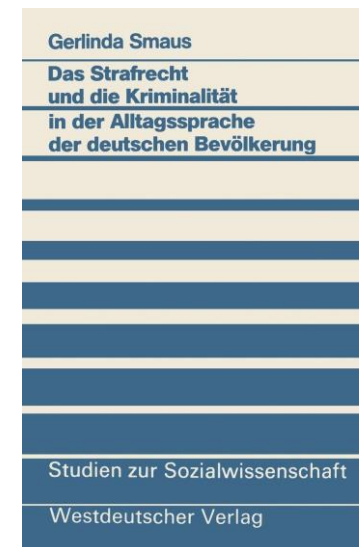 Gerlinda Smaus
Das Strafrecht
und die Kriminalität
in der Alltagssprache
der deutschen Bevölkerung
Studien zur Sozialwissenschaft
Westdeutscher Verlag